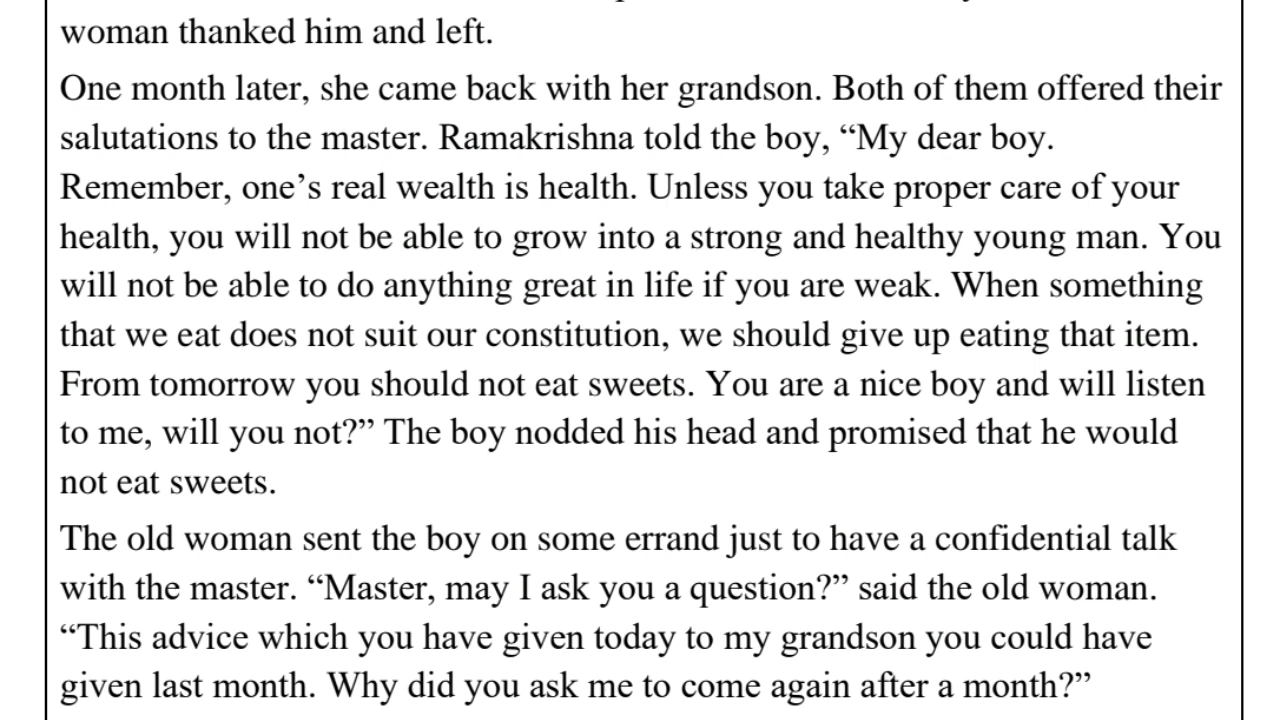 woman thanked him and left.
One month later, she came back with her grandson. Both of them offered their
salutations to the master. Ramakrishna told the boy, “My dear boy.
Remember, one’s real wealth is health. Unless you take proper care of your
health, you will not be able to grow into a strong and healthy young man. You
will not be able to do anything great in life if you are weak. When something
that we eat does not suit our constitution, we should give up eating that item.
From tomorrow you should not eat sweets. You are a nice boy and will listen
to me, will you not?” The boy nodded his head and promised that he would
not eat sweets.
The old woman sent the boy on some errand just to have a confidential talk
with the master. “Master, may I ask you a question?” said the old woman.
“This advice which you have given today to my grandson you could have
given last month. Why did you ask me to come again after a month?”